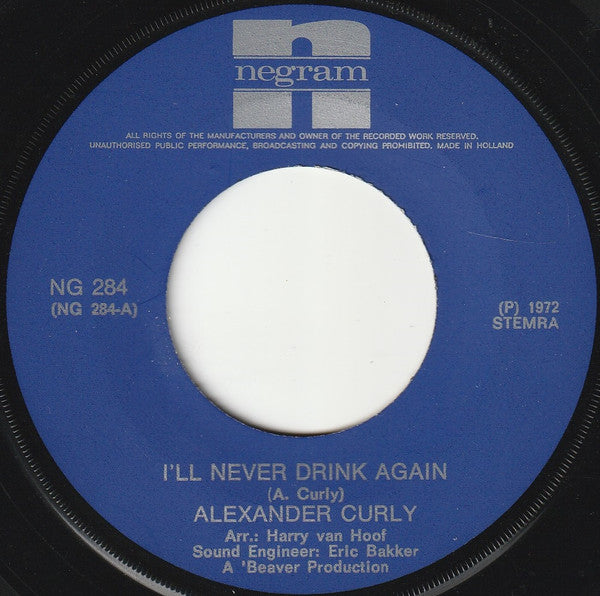 negram
ALL RIGHTS OF THE MANUFACTURERS AND OWNER OF THE RECORDED WORK RESERVED.
UNAUTHORISED PUBLIC PERFORMANCE, BROADCASTING AND COPYING PROHIBITED. MADE IN HOLLAND
NG 284
(NG 284-A)
(P) 1972
STEMRA
I'LL NEVER DRINK AGAIN
(A. Curly)
ALEXANDER CURLY
Arr.: Harry van Hoof
Sound Engineer: Eric Bakker
A 'Beaver Production